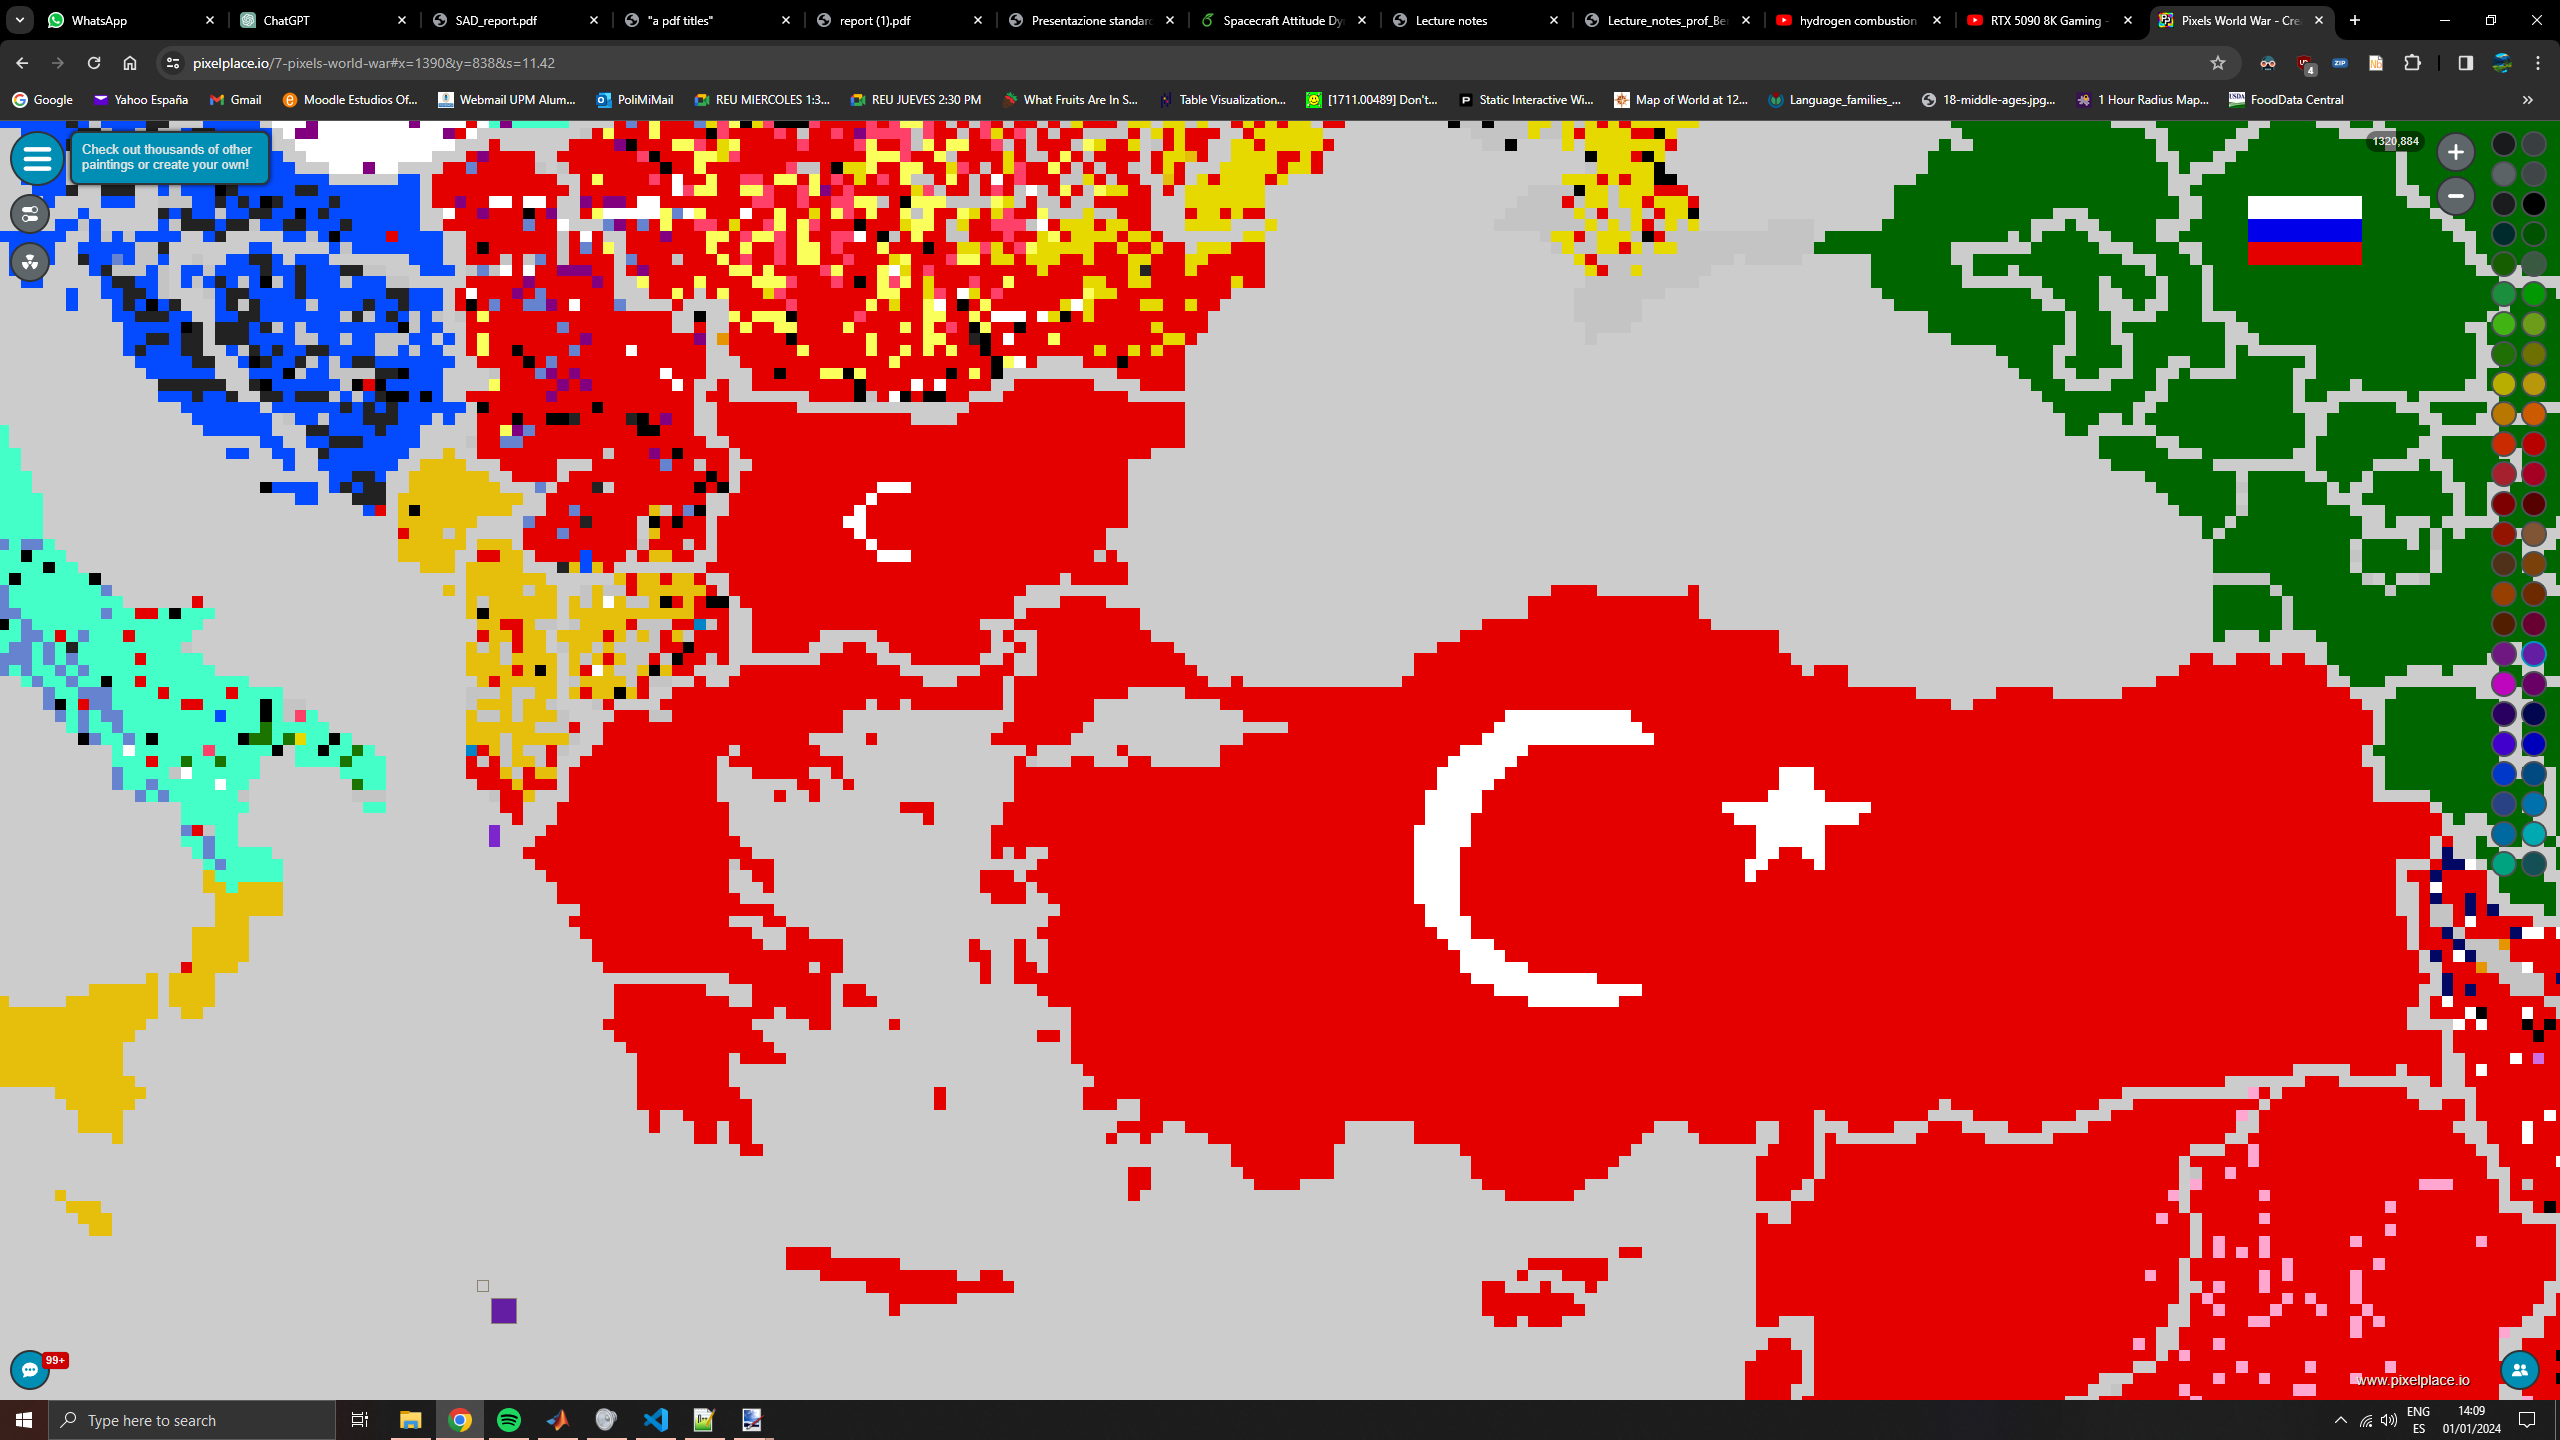 WhatsApp
ChatGPT
SAD_report.pdf
"a pdf titles"
report (1).pdf
Presentazione standard
Spacecraft Attitude Dy
Lecture notes
Lecture_notes_prof_Be
hydrogen combustion
RTX 5090 8K Gaming -
Pixels World War - Cre
pixelplace.io/7-pixels-world-war#x=1390&y=838&s=11.42
4
ZIP
Google
Yahoo España
Gmail
Moodle Estudios Of...
Webmail UPM Alum...
PoliMiMail
REU MIERCOLES 1:3...
REU JUEVES 2:30 PM
What Fruits Are In S...
Table Visualization...
[1711.00489] Don't...
Static Interactive Wi...
Map of World at 12...
Language_families_...
18-middle-ages.jpg...
1 Hour Radius Map...
FoodData Central
Check out thousands of other
paintings or create your own!
1320,884
99+
www.pixelplace.io
Type here to search
ENG
ES
14:09
01/01/2024